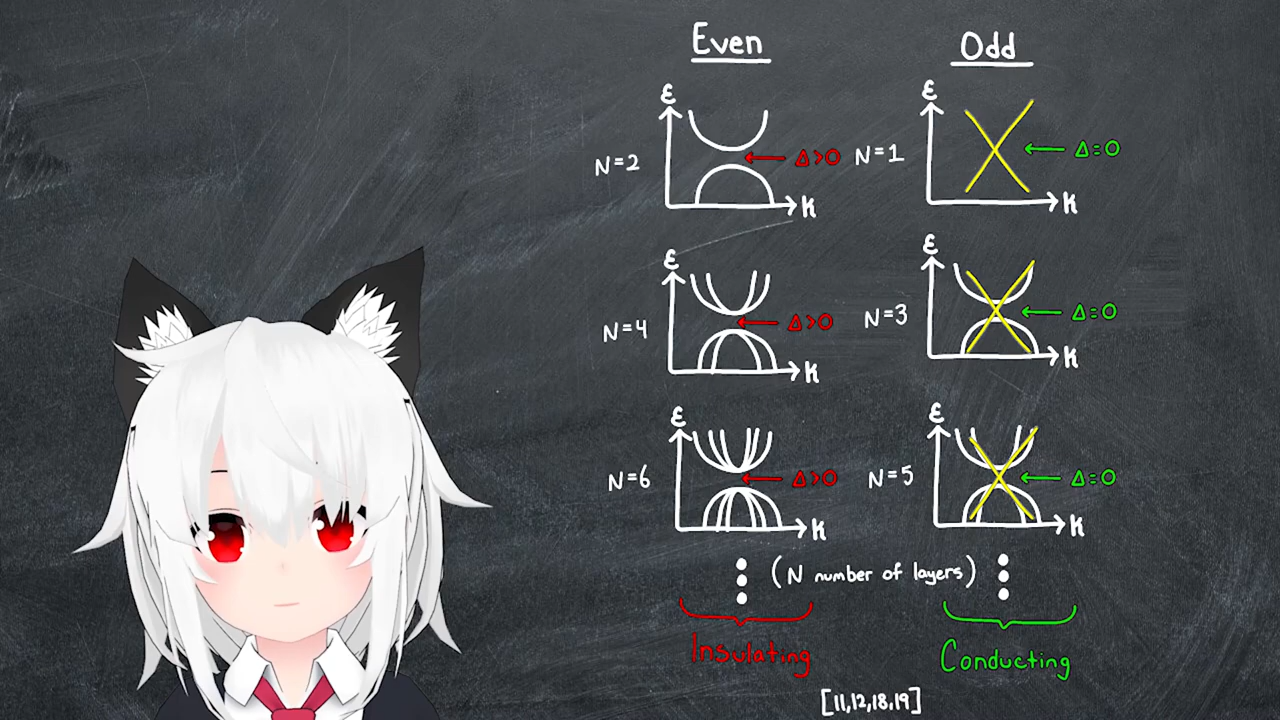 Even
Odd
ε
N=2
Δ>0
K
ε
N=1
Δ=0
K
ε
N=4
Δ>0
K
ε
N=3
Δ=0
K
ε
N=6
Δ>0
K
ε
N=5
Δ=0
K
(N number of layers)
Insulating
Conducting
[11,12,18,19]